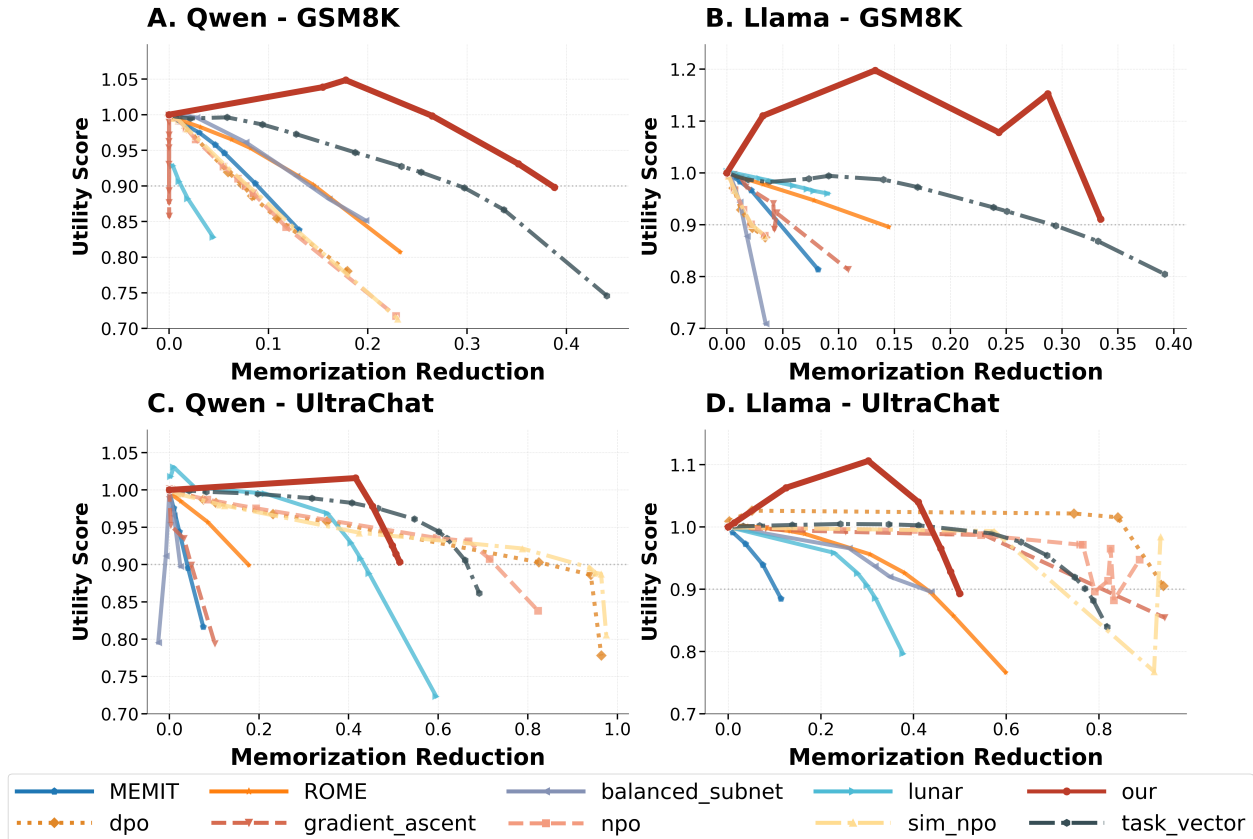 A. Qwen - GSM8K
Utility Score
1.05
1.00
0.95
0.90
0.85
0.80
0.75
0.70
0.0 0.1 0.2 0.3 0.4
Memorization Reduction
B. Llama - GSM8K
Utility Score
1.2
1.1
1.0
0.9
0.8
0.7
0.00 0.05 0.10 0.15 0.20 0.25 0.30 0.35 0.40
Memorization Reduction
C. Qwen - UltraChat
Utility Score
1.05
1.00
0.95
0.90
0.85
0.80
0.75
0.70
0.0 0.2 0.4 0.6 0.8 1.0
Memorization Reduction
D. Llama - UltraChat
Utility Score
1.1
1.0
0.9
0.8
0.7
0.0 0.2 0.4 0.6 0.8
Memorization Reduction
MEMIT ROME balanced_subnet lunar our
dpo gradient_ascent npo sim_npo task_vector